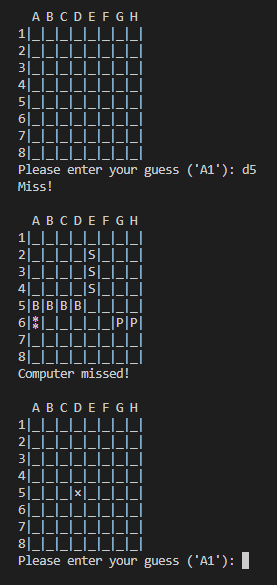 A B C D E F G H
1|_|_|_|_|_|_|_|_|
2|_|_|_|_|_|_|_|_|
3|_|_|_|_|_|_|_|_|
4|_|_|_|_|_|_|_|_|
5|_|_|_|_|_|_|_|_|
6|_|_|_|_|_|_|_|_|
7|_|_|_|_|_|_|_|_|
8|_|_|_|_|_|_|_|_|
Please enter your guess ('A1'): d5
Miss!
A B C D E F G H
1|_|_|_|_|_|_|_|_|
2|_|_|_|_|S|_|_|_|
3|_|_|_|_|S|_|_|_|
4|_|_|_|_|S|_|_|_|
5|B|B|B|B|_|_|_|_|
6|⁑|_|_|_|_|_|P|P|
7|_|_|_|_|_|_|_|_|
8|_|_|_|_|_|_|_|_|
Computer missed!
A B C D E F G H
1|_|_|_|_|_|_|_|_|
2|_|_|_|_|_|_|_|_|
3|_|_|_|_|_|_|_|_|
4|_|_|_|_|_|_|_|_|
5|_|_|_|x|_|_|_|_|
6|_|_|_|_|_|_|_|_|
7|_|_|_|_|_|_|_|_|
8|_|_|_|_|_|_|_|_|
Please enter your guess ('A1'):